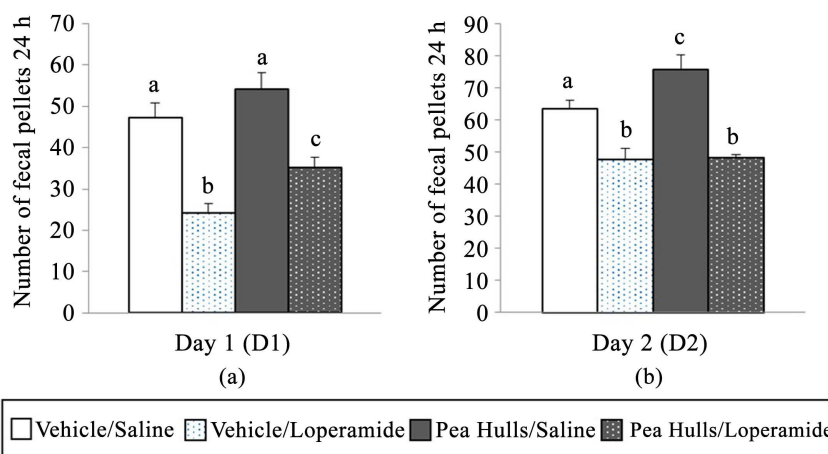 Number of fecal pellets 24 h
70
60
50
40
30
20
10
0
a
b
a
c
Day 1 (D1)
(a)
Number of fecal pellets 24 h
90
80
70
60
50
40
30
20
10
0
a
b
c
b
Day 2 (D2)
(b)
Vehicle/Saline Vehicle/Loperamide Pea Hulls/Saline Pea Hulls/Loperamide